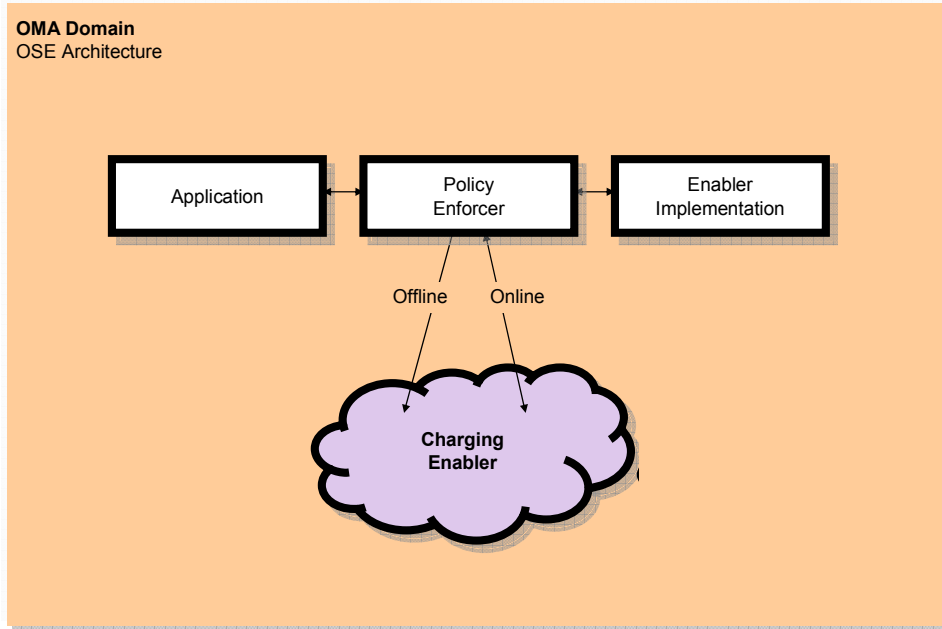 OMA Domain
OSE Architecture
Application
Policy
Enforcer
Enabler
Implementation
Offline
Online
Charging
Enabler